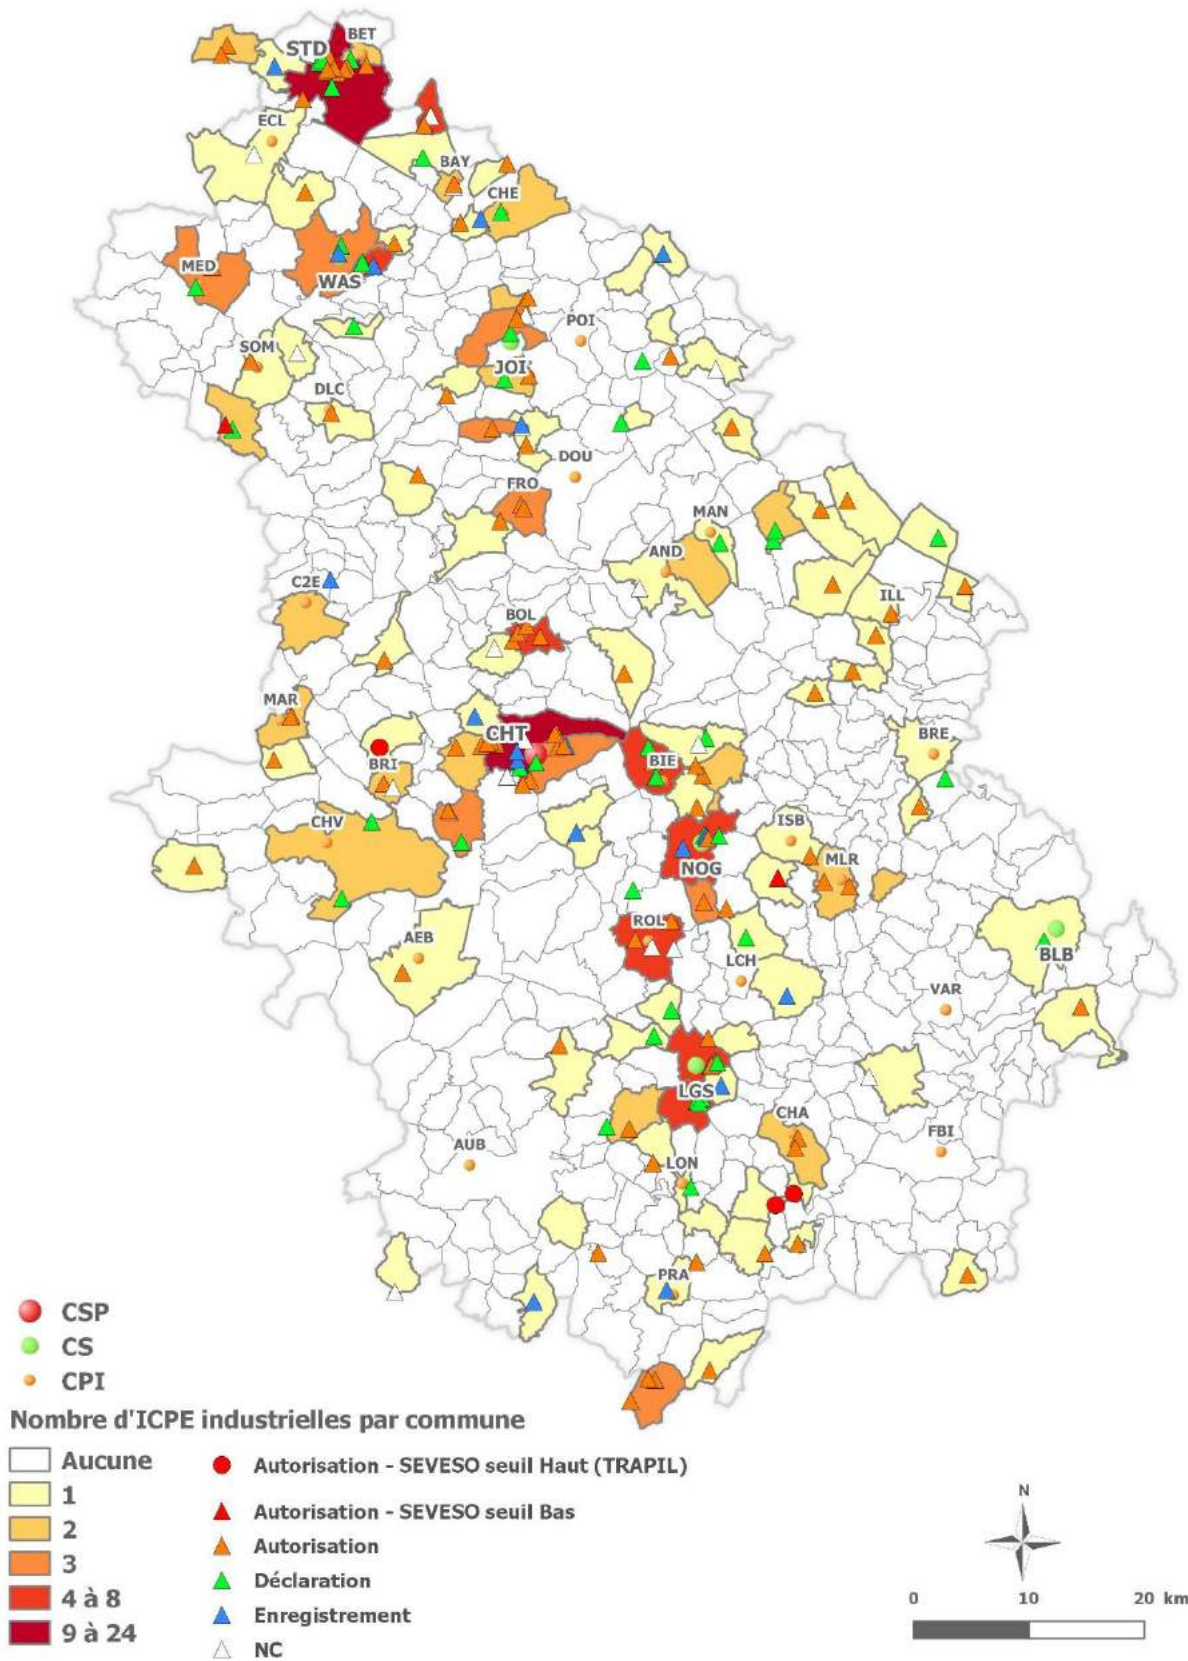 BET
STD
ECL
BAY
CHE
MED
WAS
POI
SOM
JOI
DLC
DOU
FRO
MAN
AND
C2E
ILL
BOL
MAR
CHT
BRE
BIE
BRI
CHV
ISB
MLR
NOG
ROL
AEB
LCH
BLB
VAR
LGS
CHA
AUB
FBI
LON
PRA
CSP
CS
CPI
Nombre d'ICPE industrielles par commune
Aucune
1
2
3
4 à 8
9 à 24
Autorisation - SEVESO seuil Haut (TRAPIL)
Autorisation - SEVESO seuil Bas
Autorisation
Déclaration
Enregistrement
NC
N
0 10 20 km